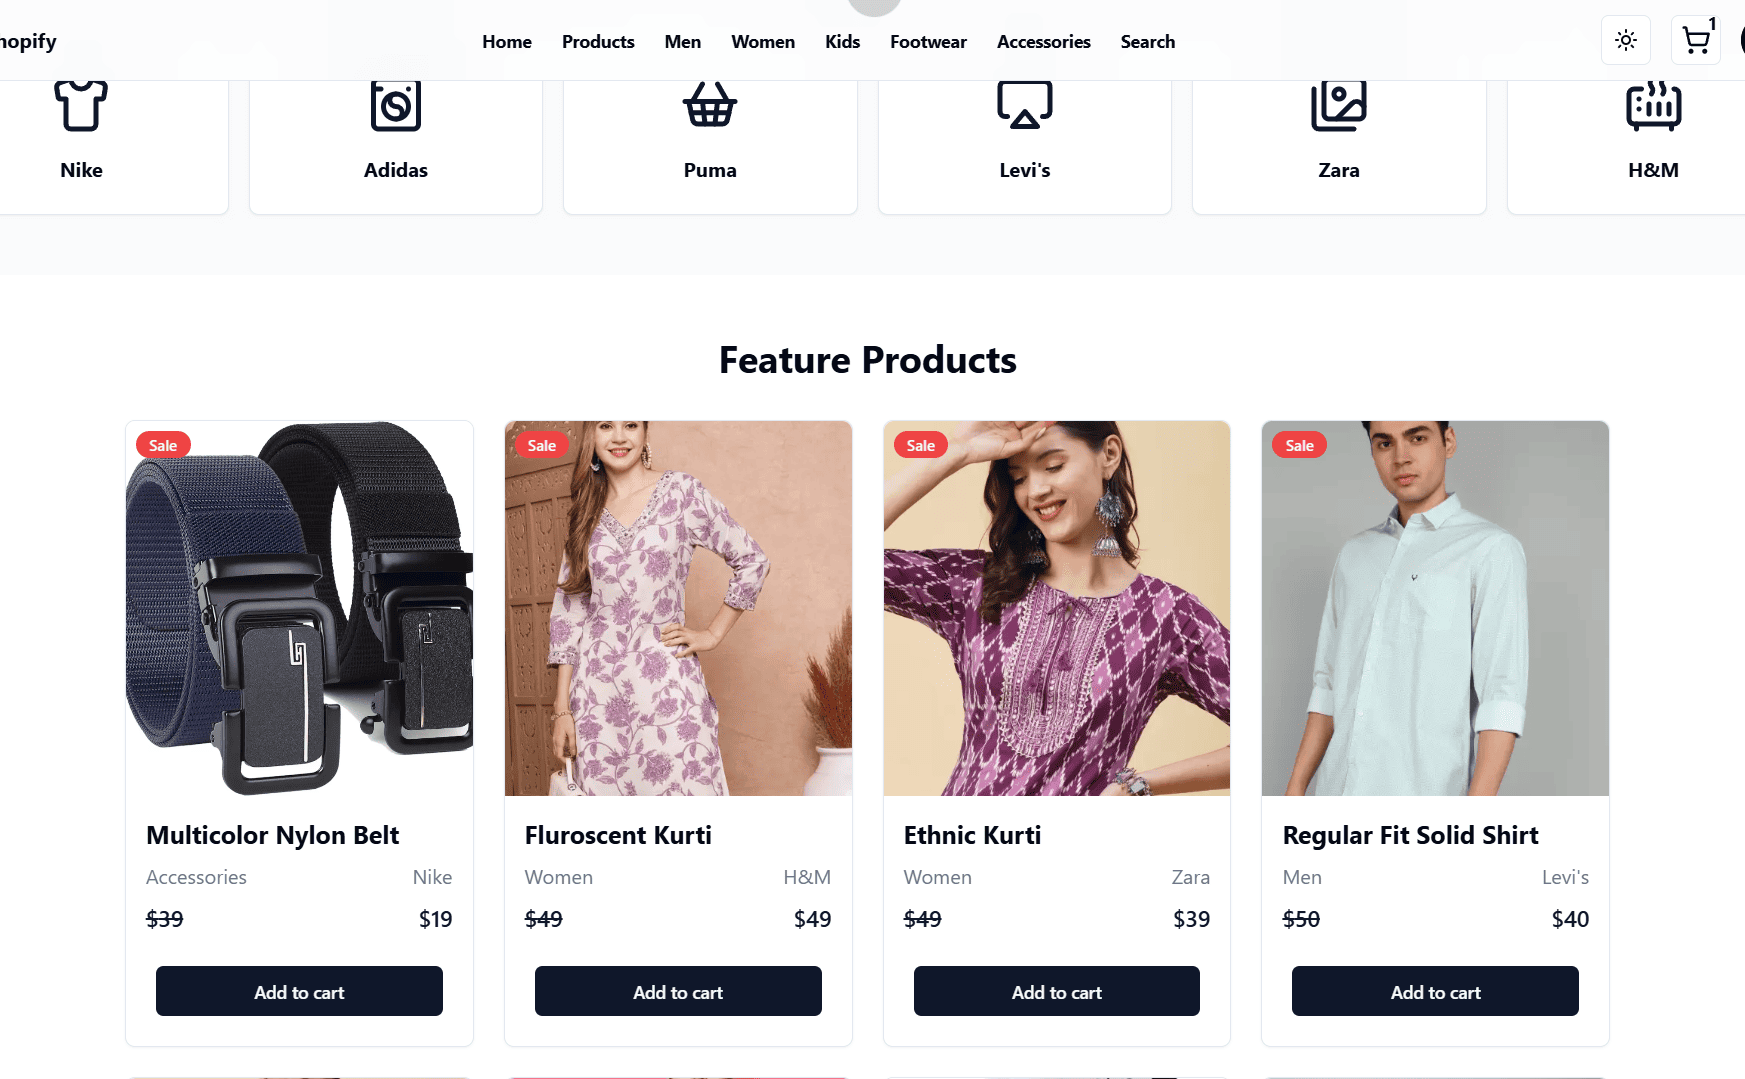 hopify
Home Products Men Women Kids Footwear Accessories Search
1
Nike Adidas Puma Levi's Zara H&M
Feature Products
Sale Sale Sale Sale
Multicolor Nylon Belt
Accessories Nike
$39 $19
Add to cart
Fluroscent Kurti
Women H&M
$49 $49
Add to cart
Ethnic Kurti
Women Zara
$49 $39
Add to cart
Regular Fit Solid Shirt
Men Levi's
$50 $40
Add to cart